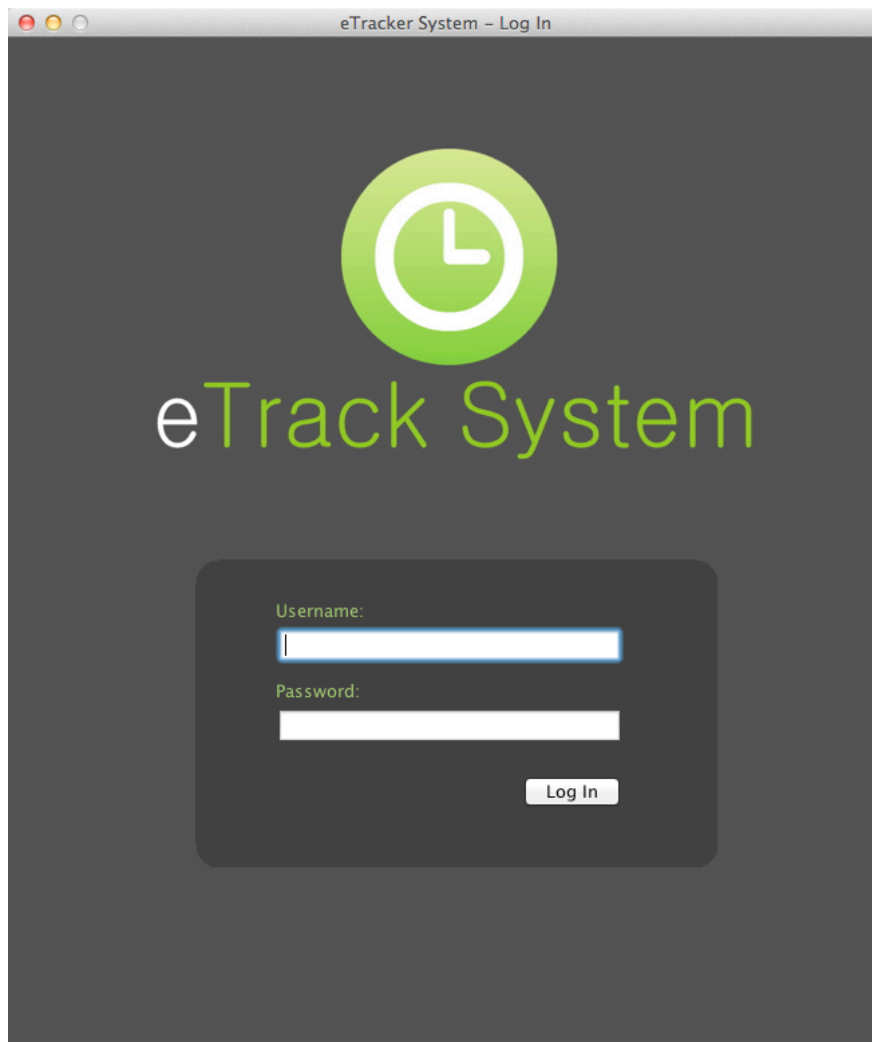 eTracker System – Log In
eTrack System
Username:
Password:
Log In